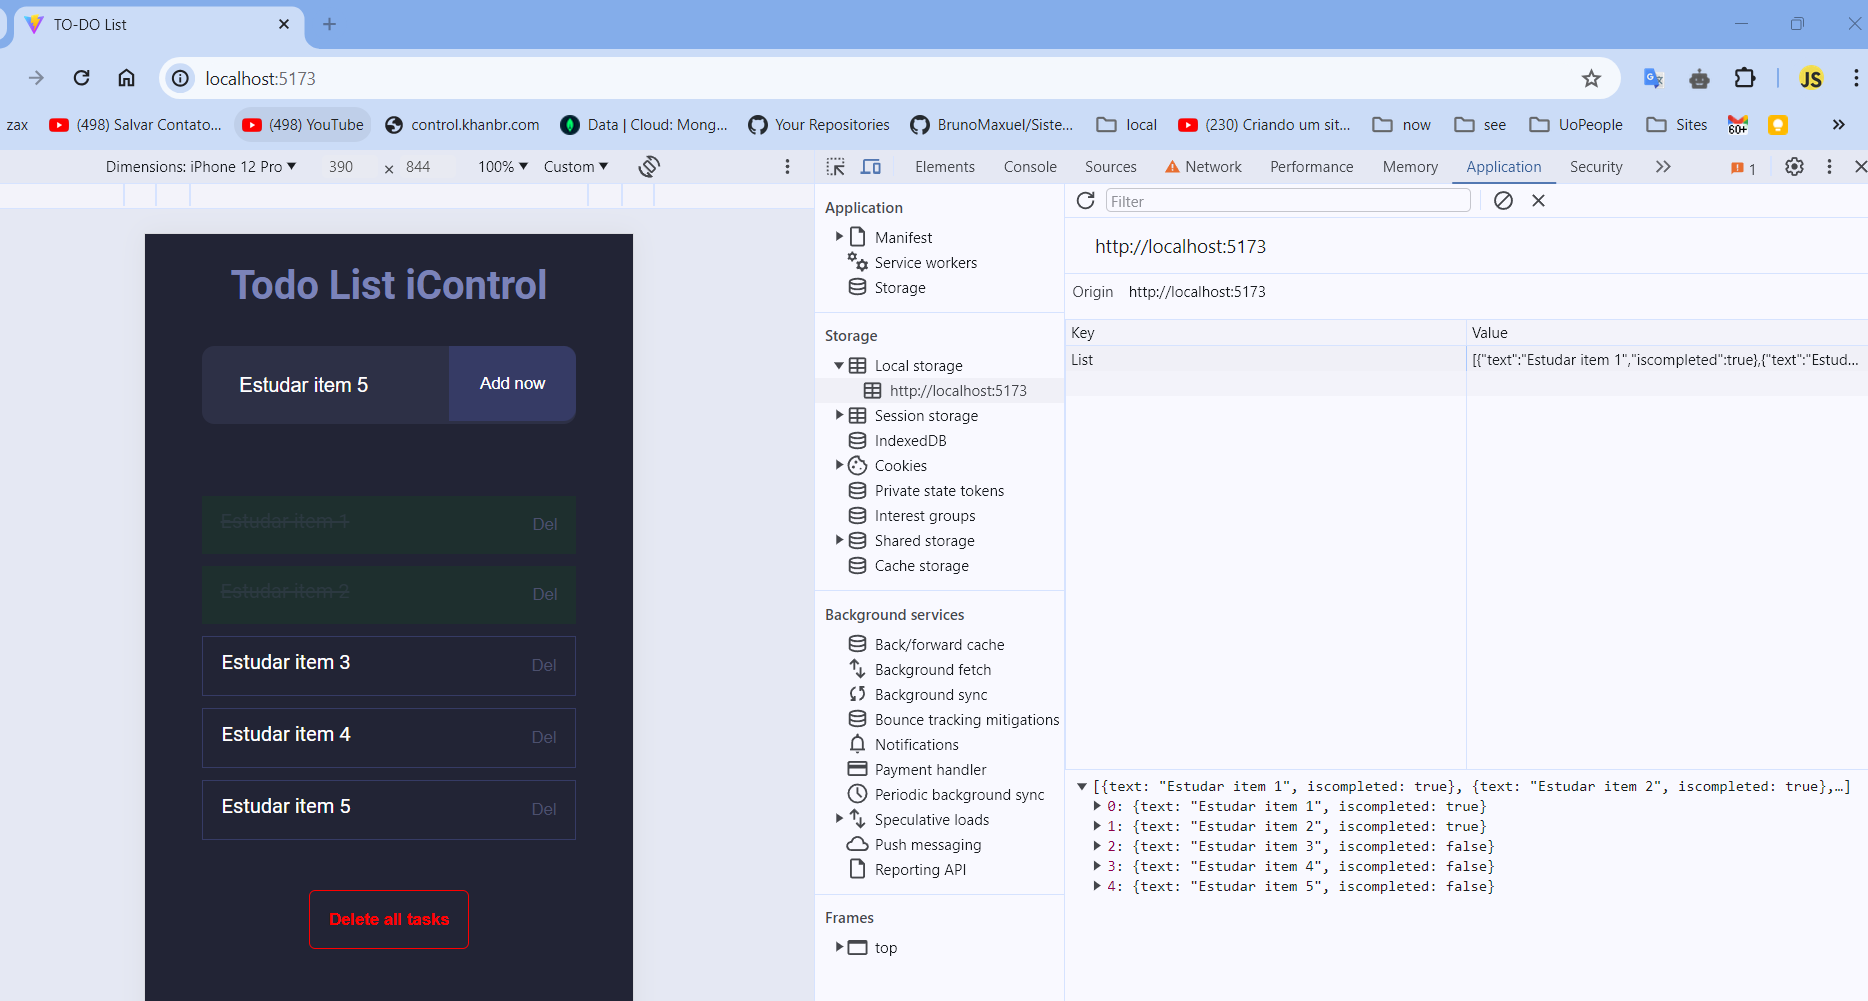 TO-DO List
localhost:5173
zax (498) Salvar Contato... (498) YouTube control.khanbr.com Data | Cloud: Mong... Your Repositories BrunoMaxuel/Siste... local (230) Criando um sit... now see UoPeople Sites 60+ »
JS
Dimensions: iPhone 12 Pro ▼ 390 × 844 100% ▼ Custom ▼
Elements Console Sources Network Performance Memory Application Security 1
Todo List iControl
Estudar item 5 Add now
Estudar item 1 Del
Estudar item 2 Del
Estudar item 3 Del
Estudar item 4 Del
Estudar item 5 Del
Delete all tasks
Application
Manifest
Service workers
Storage
Storage
Local storage
http://localhost:5173
Session storage
IndexedDB
Cookies
Private state tokens
Interest groups
Shared storage
Cache storage
Background services
Back/forward cache
Background fetch
Background sync
Bounce tracking mitigations
Notifications
Payment handler
Periodic background sync
Speculative loads
Push messaging
Reporting API
Frames
top
Filter
http://localhost:5173
Origin http://localhost:5173
Key Value
List [{"text":"Estudar item 1","iscompleted":true},{"text":"Estud...
[{text: "Estudar item 1", iscompleted: true}, {text: "Estudar item 2", iscompleted: true},…]
0: {text: "Estudar item 1", iscompleted: true}
1: {text: "Estudar item 2", iscompleted: true}
2: {text: "Estudar item 3", iscompleted: false}
3: {text: "Estudar item 4", iscompleted: false}
4: {text: "Estudar item 5", iscompleted: false}